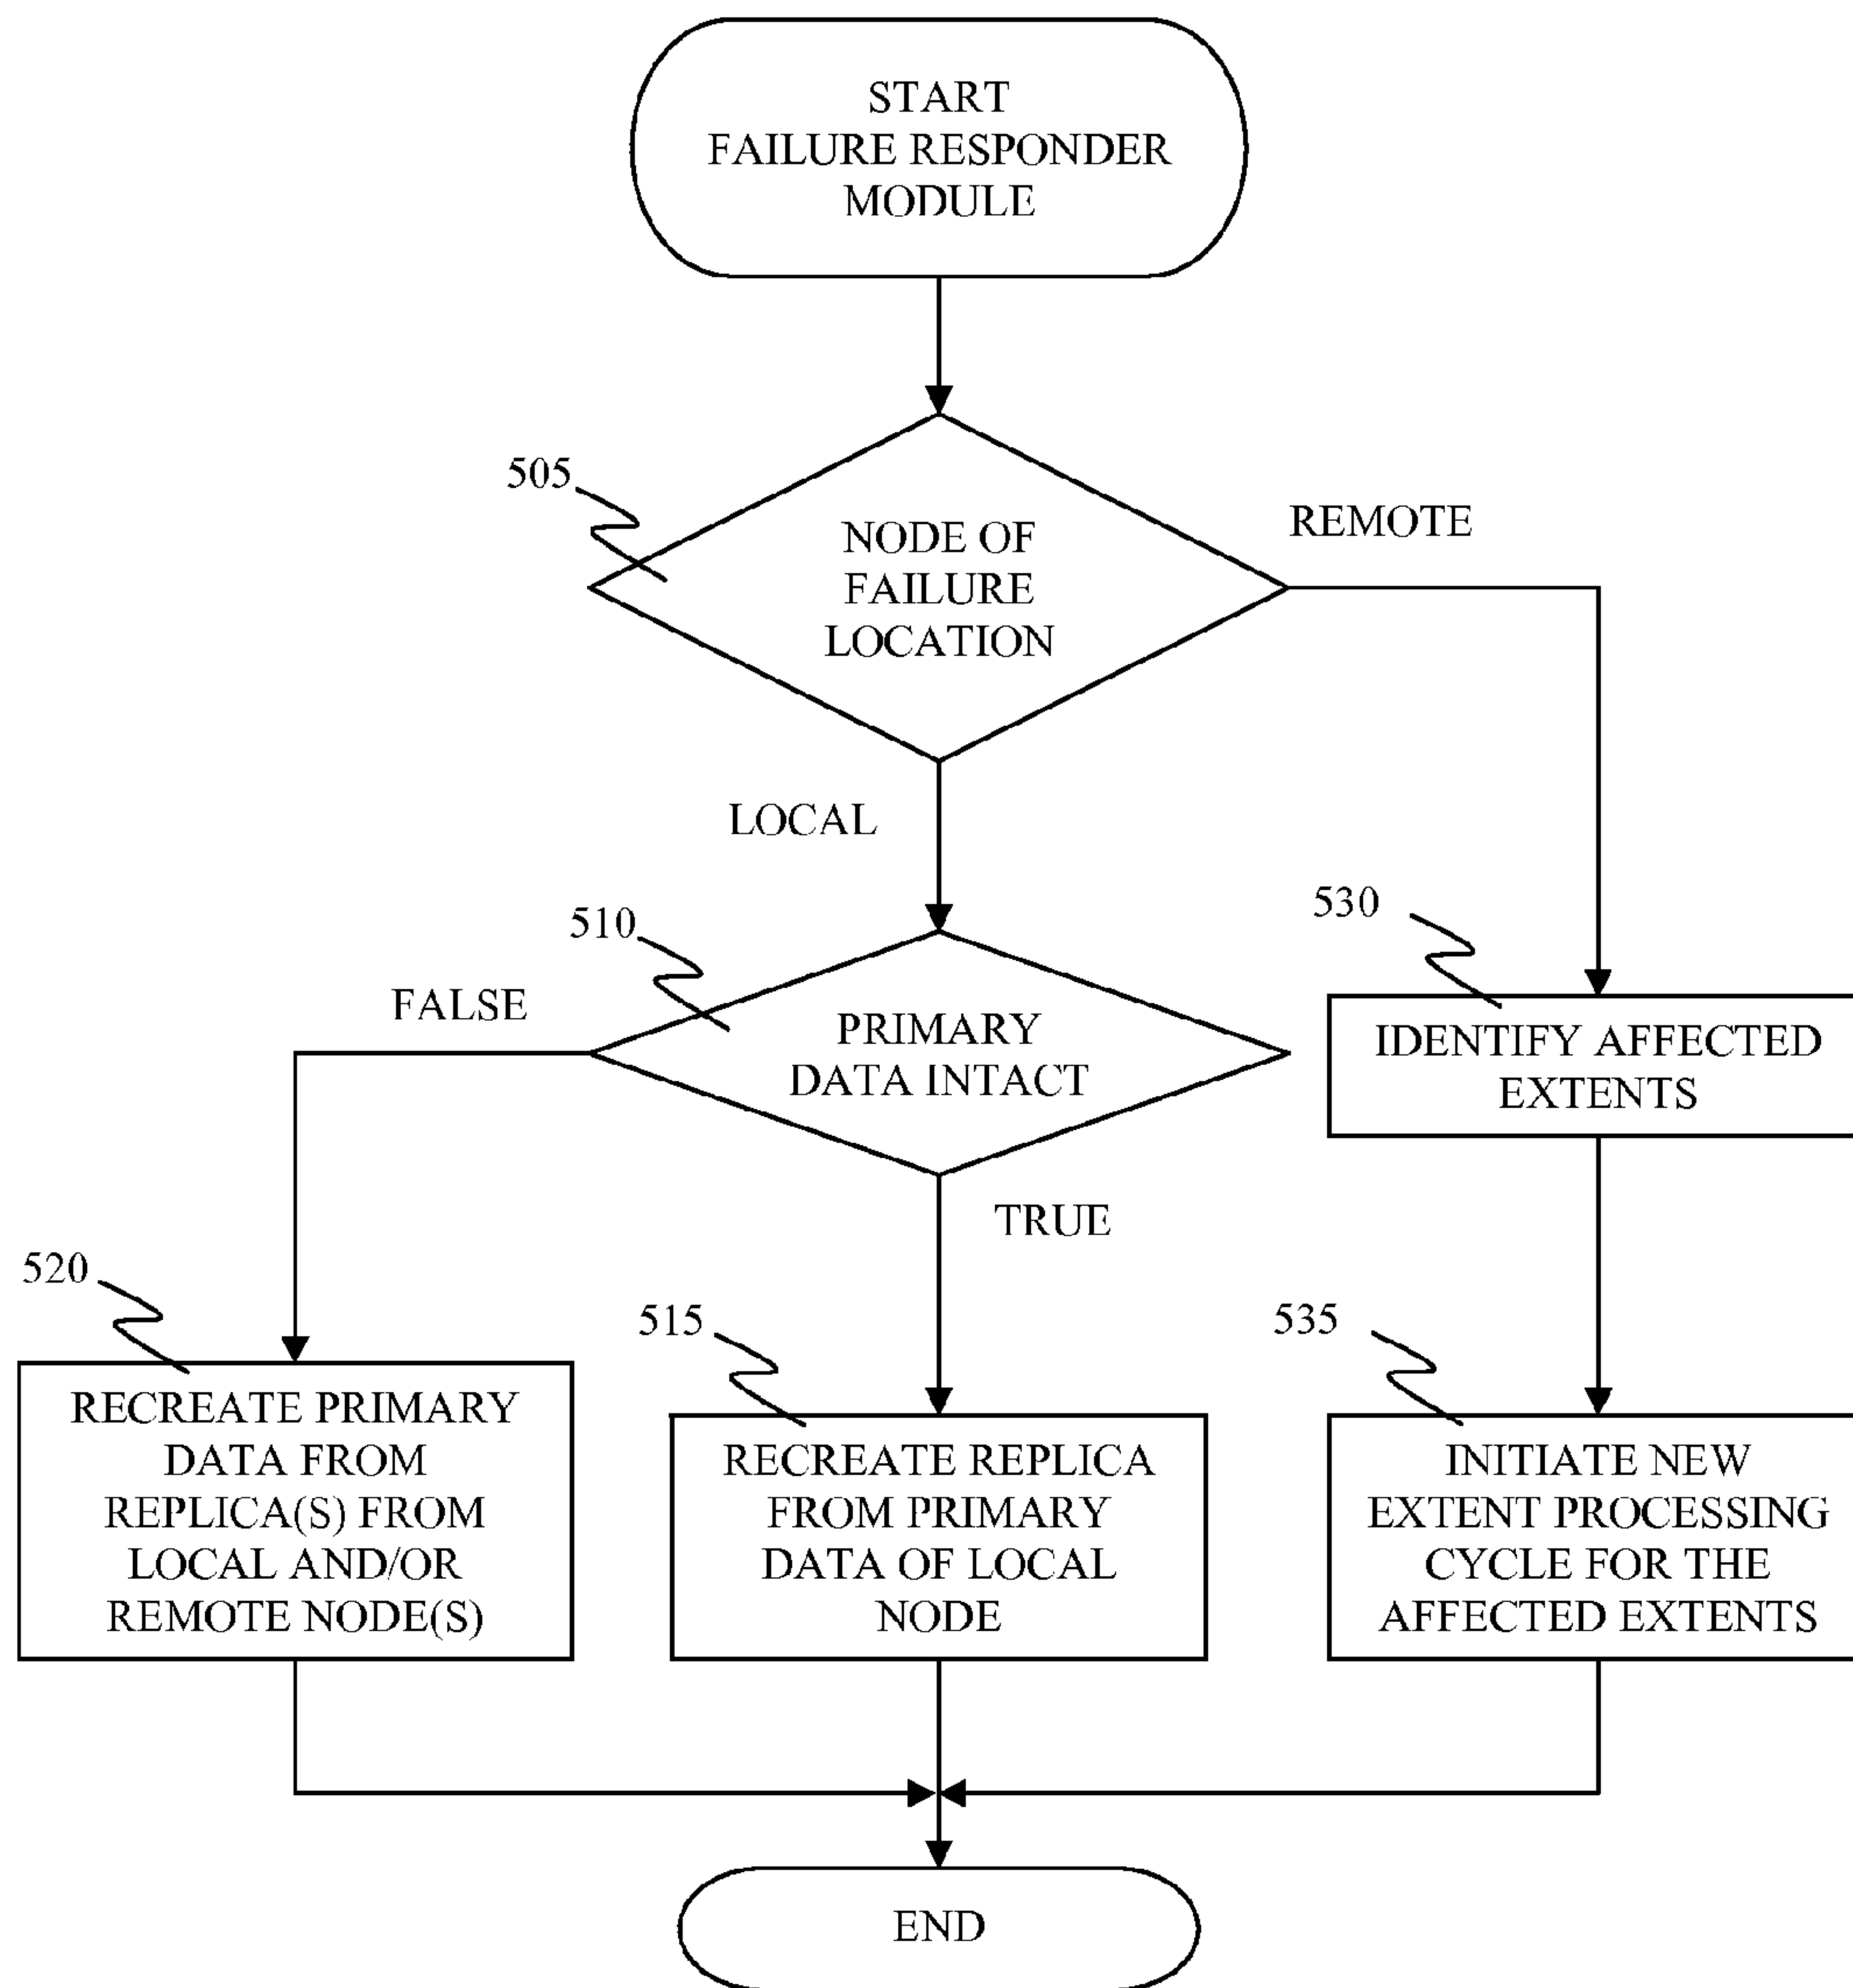 START
FAILURE RESPONDER
MODULE
505
NODE OF
FAILURE
LOCATION
REMOTE
LOCAL
510
FALSE
PRIMARY
DATA INTACT
TRUE
530
IDENTIFY AFFECTED
EXTENTS
520
RECREATE PRIMARY
DATA FROM
REPLICA(S) FROM
LOCAL AND/OR
REMOTE NODE(S)
515
RECREATE REPLICA
FROM PRIMARY
DATA OF LOCAL
NODE
535
INITIATE NEW
EXTENT PROCESSING
CYCLE FOR THE
AFFECTED EXTENTS
END